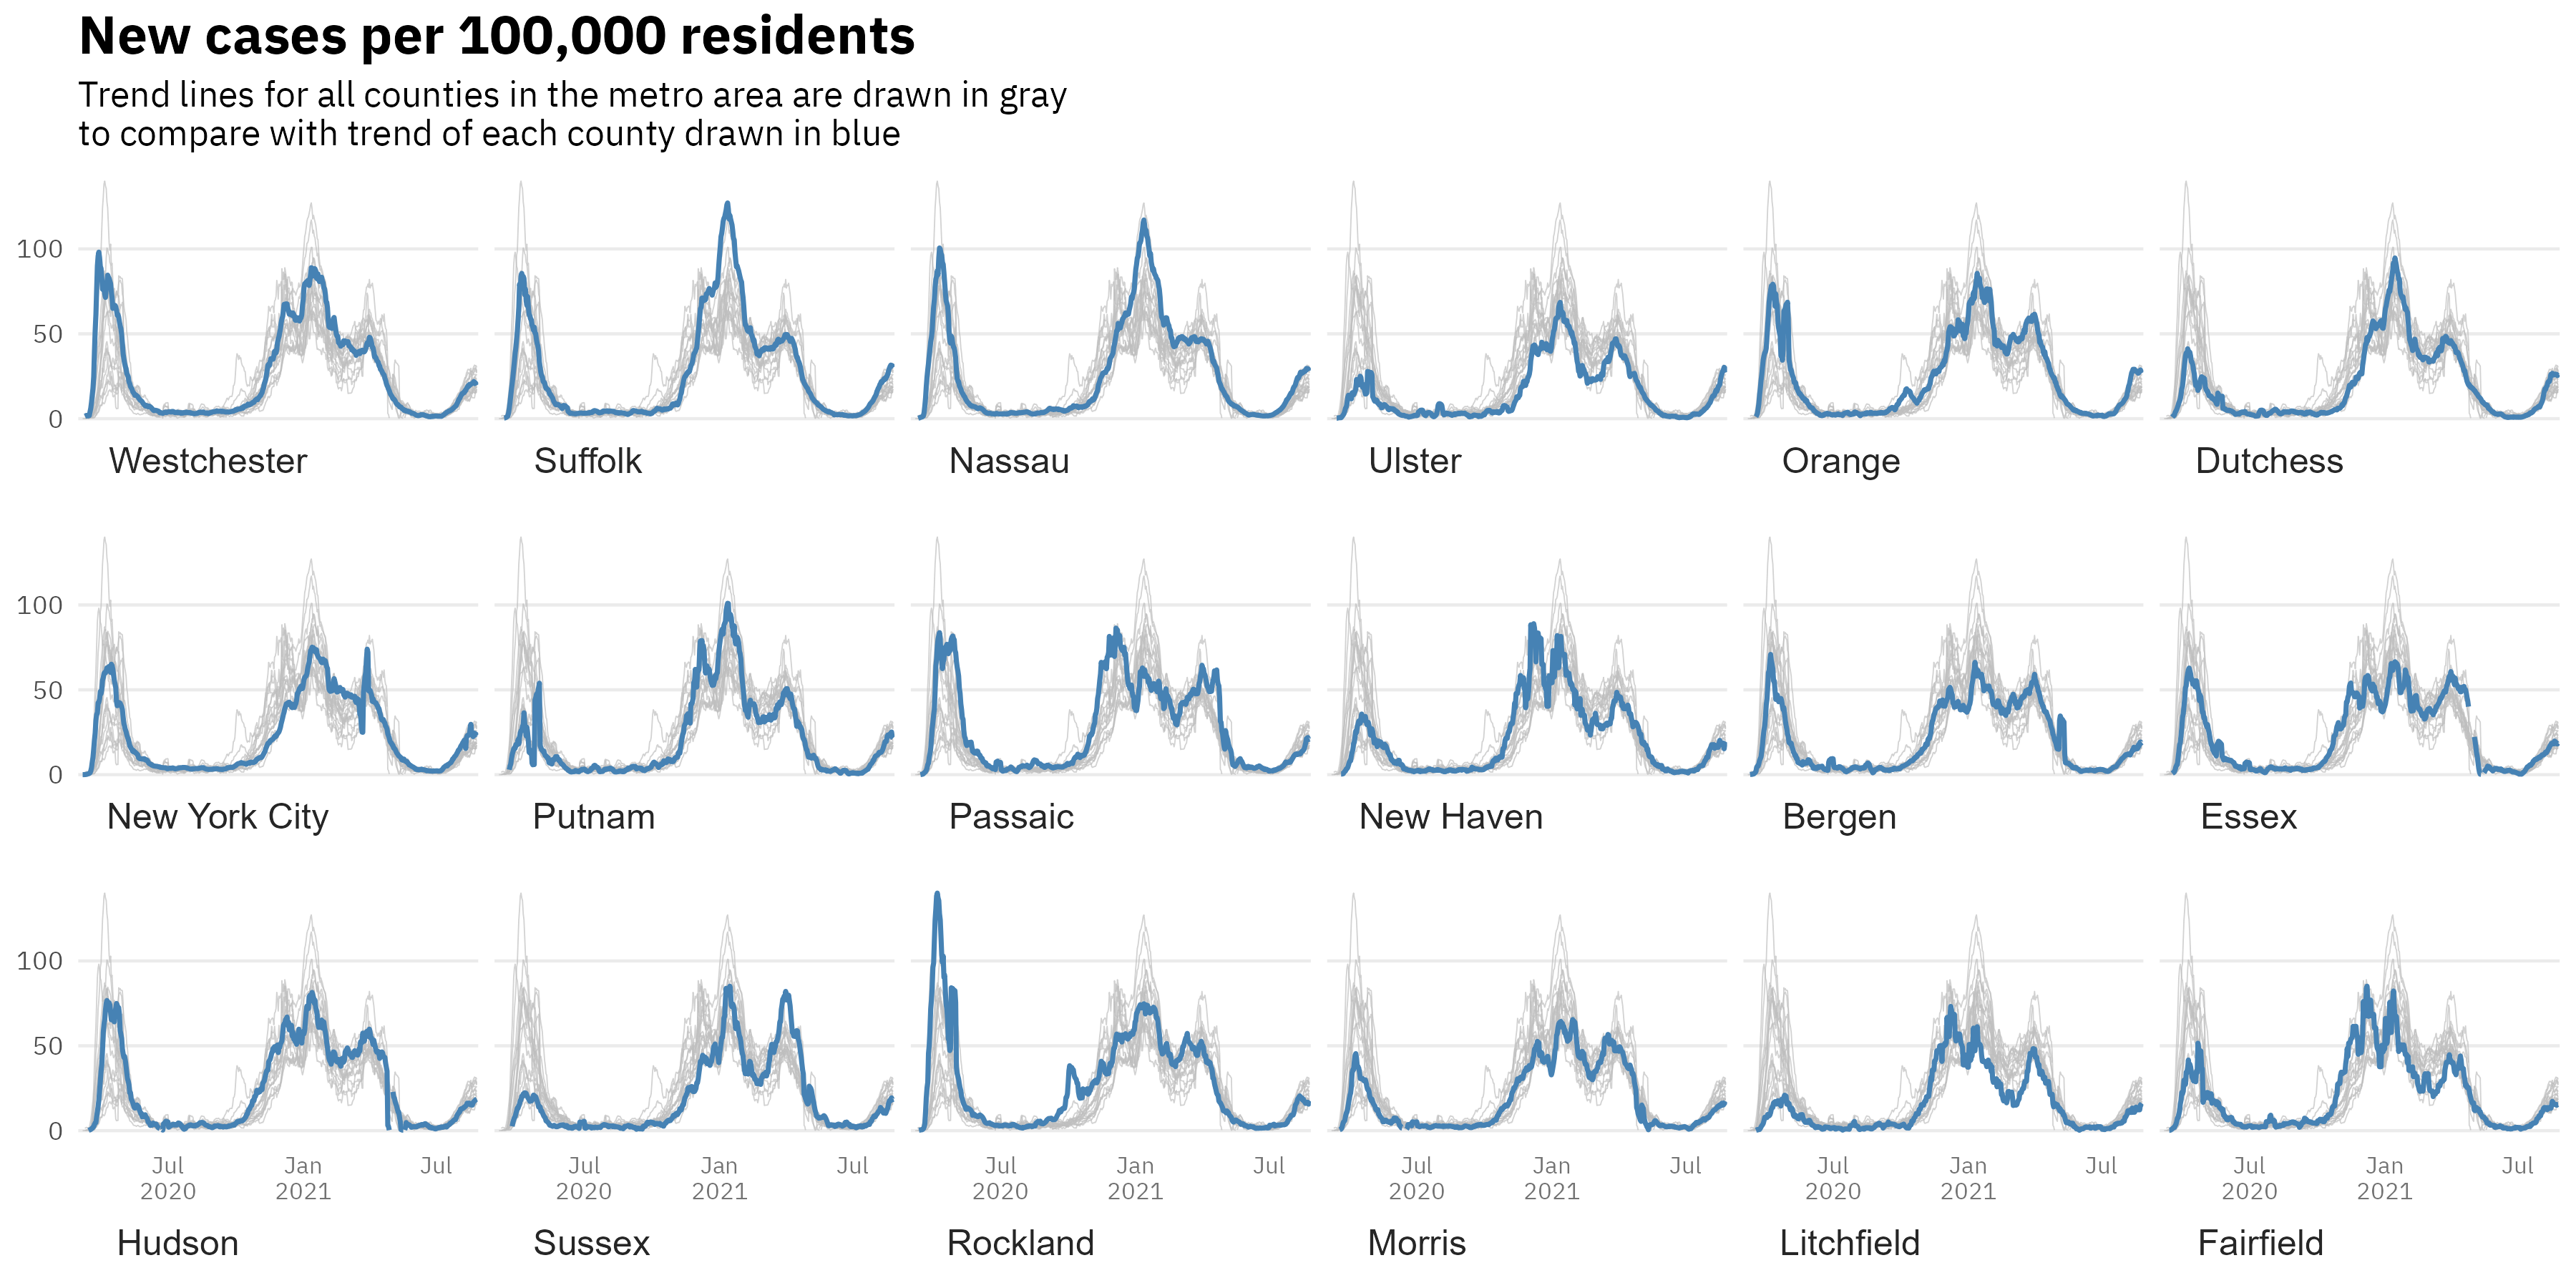 New cases per 100,000 residents
Trend lines for all counties in the metro area are drawn in gray
to compare with trend of each county drawn in blue
100
50
0
Westchester Suffolk Nassau Ulster Orange Dutchess
100
50
0
New York City Putnam Passaic New Haven Bergen Essex
100
50
0
Jul Jan Jul Jul Jan Jul Jul Jan Jul Jul Jan Jul Jul Jan Jul Jul Jan Jul
2020 2021 2020 2021 2020 2021 2020 2021 2020 2021 2020 2021
Hudson Sussex Rockland Morris Litchfield Fairfield